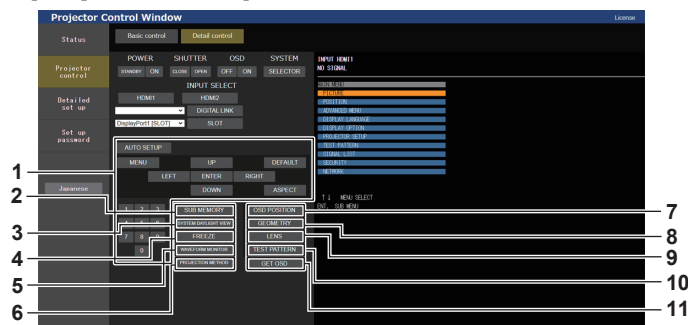 Projector Control Window
License
Status
Projector control
Detailed set up
Set up password
Japanese
Basic control
Detail control
POWER
SHUTTER
OSD
SYSTEM
STANDBY
ON
CLOSE
OPEN
OFF
ON
SELECTOR
INPUT SELECT
HDMI1
HDMI2
DIGITAL LINK
DisplayPort1 [SLOT]
SLOT
AUTO SETUP
MENU
UP
DEFAULT
LEFT
ENTER
RIGHT
DOWN
ASPECT
1 2 3
7 8 9
0
SUB MEMORY
SYSTEM DAYLIGHT VIEW
FREEZE
WAVEFORM MONITOR
PROJECTION METHOD
OSD POSITION
GEOMETRY
LENS
TEST PATTERN
GET OSD
INPUT HDMI1
NO SIGNAL
MAIN MENU
PICTURE
POSITION
ADVANCED MENU
DISPLAY LANGUAGE
DISPLAY OPTION
PROJECTOR SETUP
TEST PATTERN
SIGNAL LIST
SECURITY
NETWORK
↑↓ MENU SELECT
ENT. SUB MENU
1
2
3
4
5
6
7
8
9
10
11